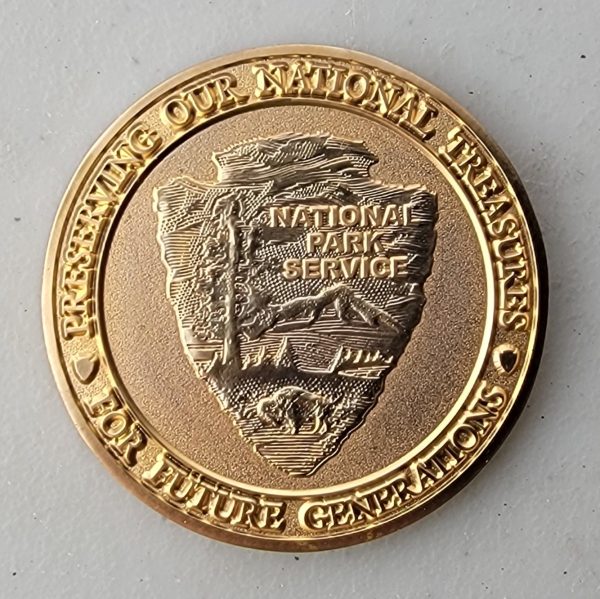 PRESERVING OUR NATIONAL TREASURES
FOR FUTURE GENERATIONS
NATIONAL
PARK
SERVICE